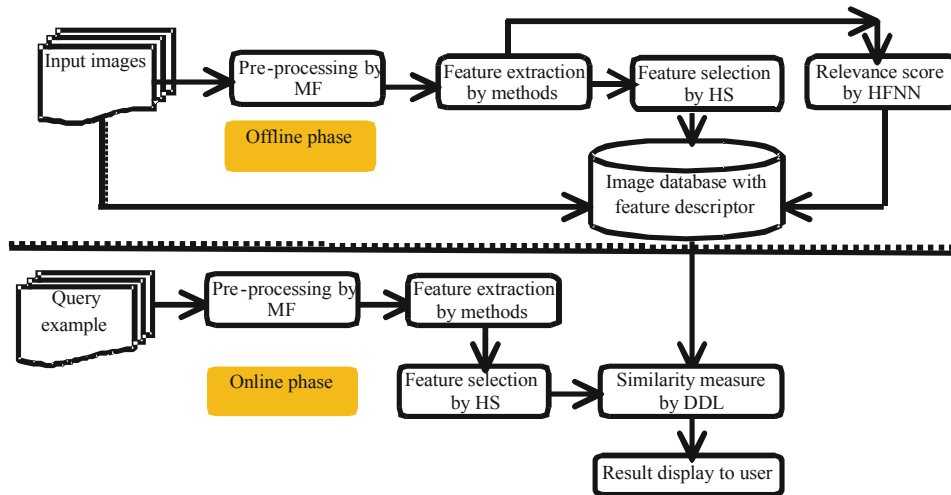 Input images
Pre-processing by
MF
Feature extraction
by methods
Feature selection
by HS
Relevance score
by HFNN
Offline phase
Image database with
feature descriptor
Query
example
Pre-processing by
MF
Feature extraction
by methods
Online phase
Feature selection
by HS
Similarity measure
by DDL
Result display to user